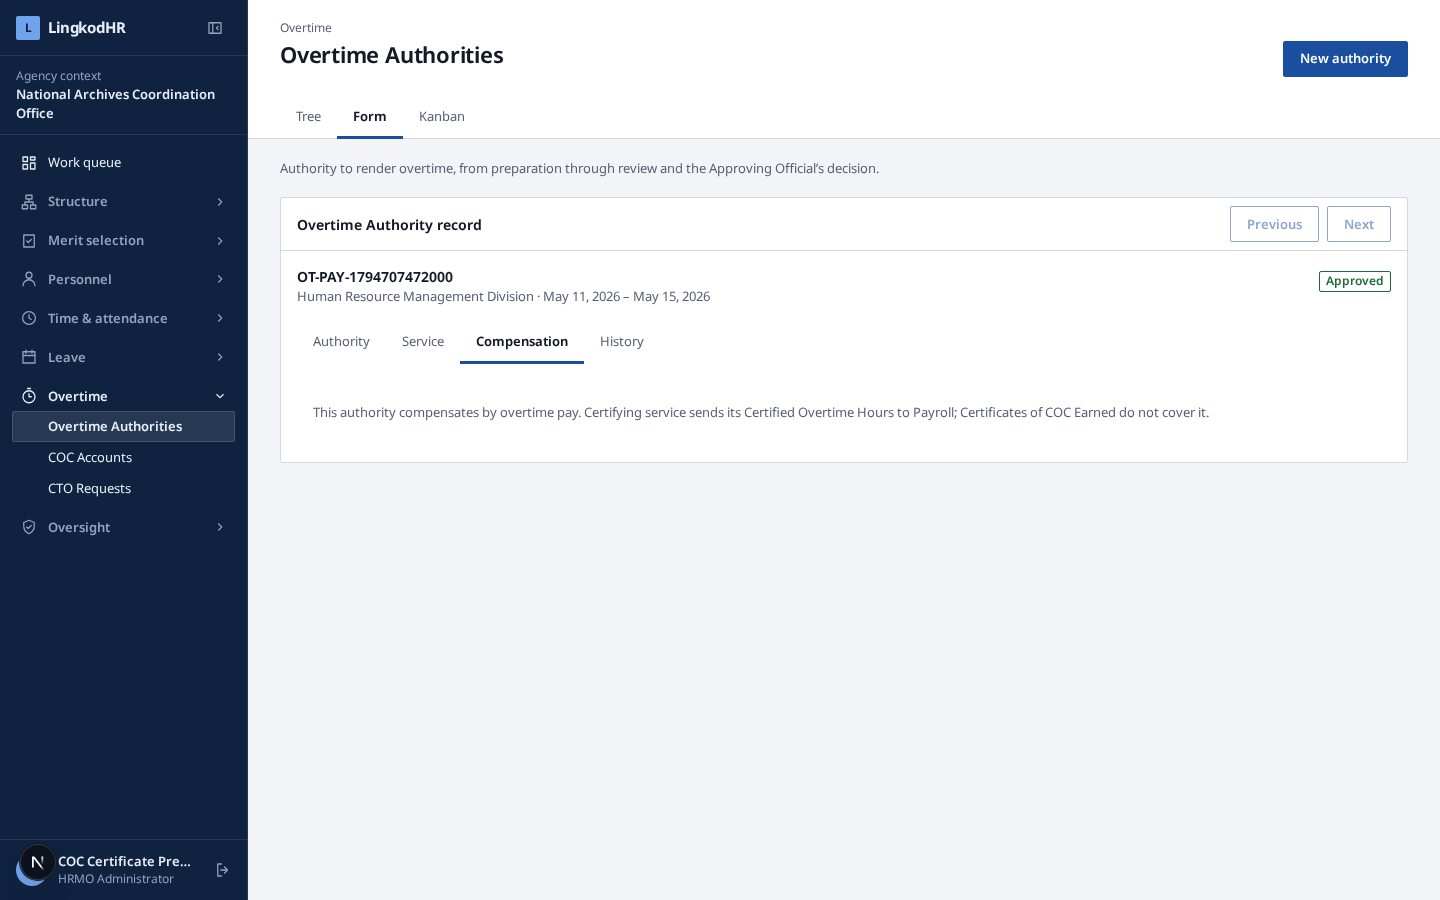 L LingkodHR
Agency context
National Archives Coordination
Office
Work queue
Structure
Merit selection
Personnel
Time & attendance
Leave
Overtime
Overtime Authorities
COC Accounts
CTO Requests
Oversight
N
COC Certificate Pre...
HRMO Administrator
Overtime
Overtime Authorities
New authority
Tree Form Kanban
Authority to render overtime, from preparation through review and the Approving Official’s decision.
Overtime Authority record
Previous Next
OT-PAY-1794707472000
Approved
Human Resource Management Division · May 11, 2026 – May 15, 2026
Authority Service Compensation History
This authority compensates by overtime pay. Certifying service sends its Certified Overtime Hours to Payroll; Certificates of COC Earned do not cover it.